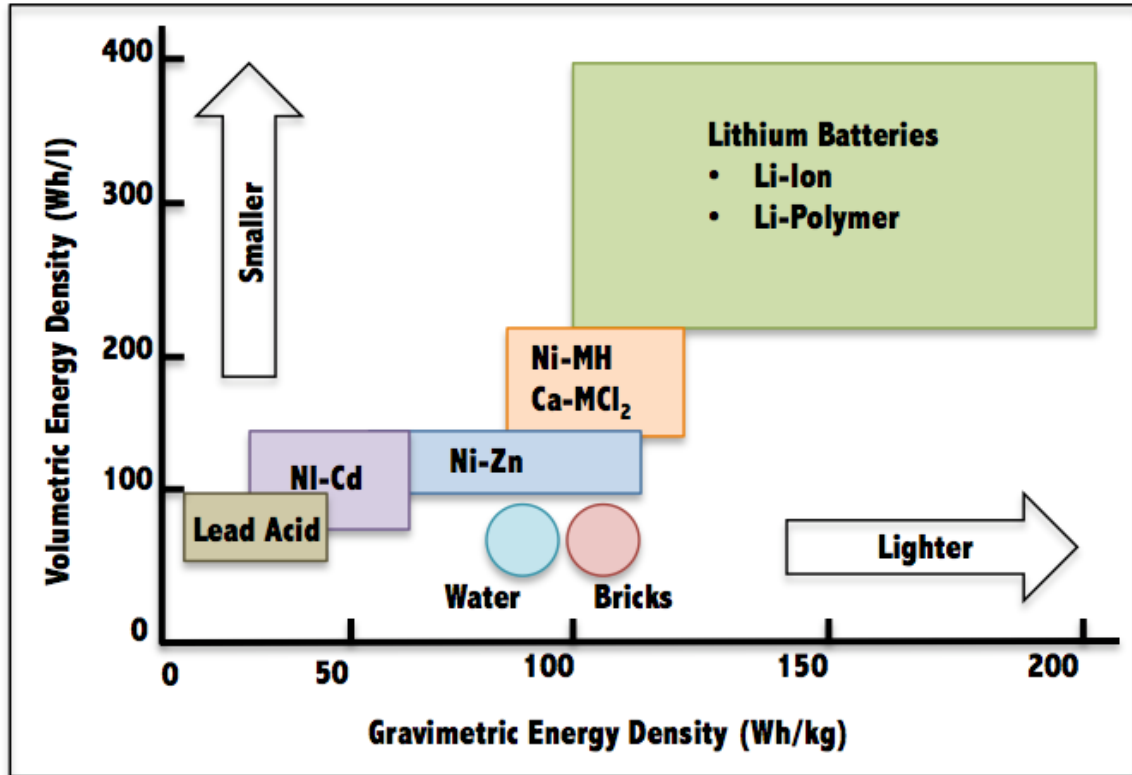 400
300
200
100
0
Volumetric Energy Density (Wh/l)
Smaller
Lithium Batteries
• Li-Ion
• Li-Polymer
Ni-MH
Ca-MCl₂
Ni-Zn
NI-Cd
Lead Acid
Water
Bricks
Lighter
0
50
100
150
200
Gravimetric Energy Density (Wh/kg)